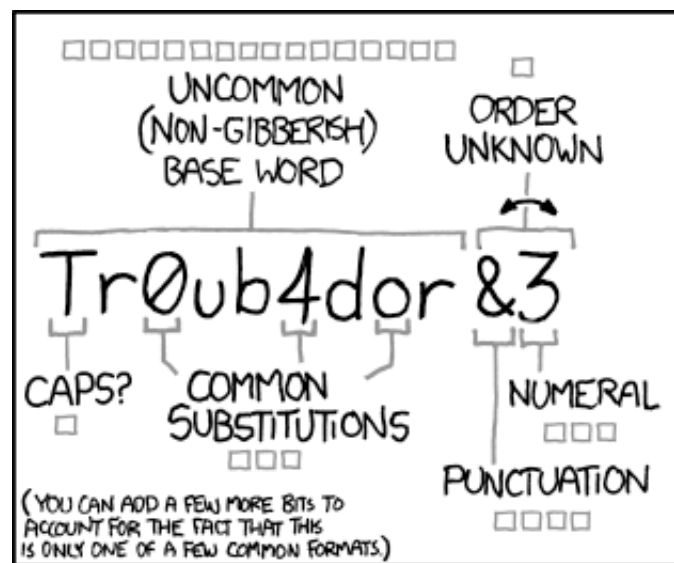 UNCOMMON
(NON-GIBBERISH)
BASE WORD
ORDER
UNKNOWN
Tr0ub4dor &3
CAPS?
COMMON
SUBSTITUTIONS
NUMERAL
PUNCTUATION
(YOU CAN ADD A FEW MORE BITS TO
ACCOUNT FOR THE FACT THAT THIS
IS ONLY ONE OF A FEW COMMON FORMATS.)